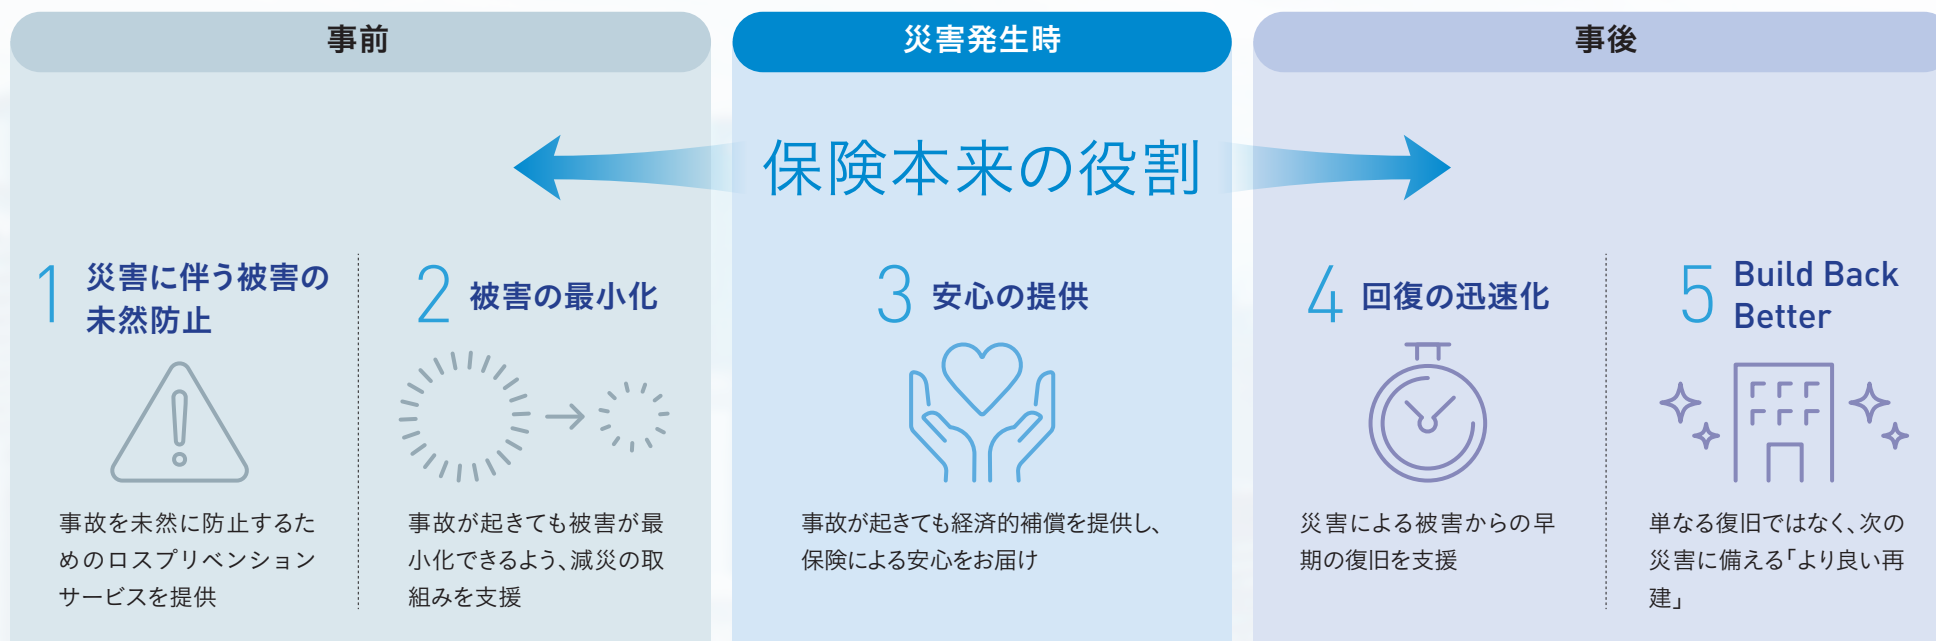 事前
災害発生時
事後
保険本来の役割
1 災害に伴う被害の
未然防止
事故を未然に防止するた
めのロスプリベンション
サービスを提供
2 被害の最小化
事故が起きても被害が最
小化できるよう、減災の取
組みを支援
3 安心の提供
事故が起きても経済的補償を提供し、
保険による安心をお届け
4 回復の迅速化
災害による被害からの早
期の復旧を支援
5 Build Back
Better
単なる復旧ではなく、次の
災害に備える「より良い再
建」